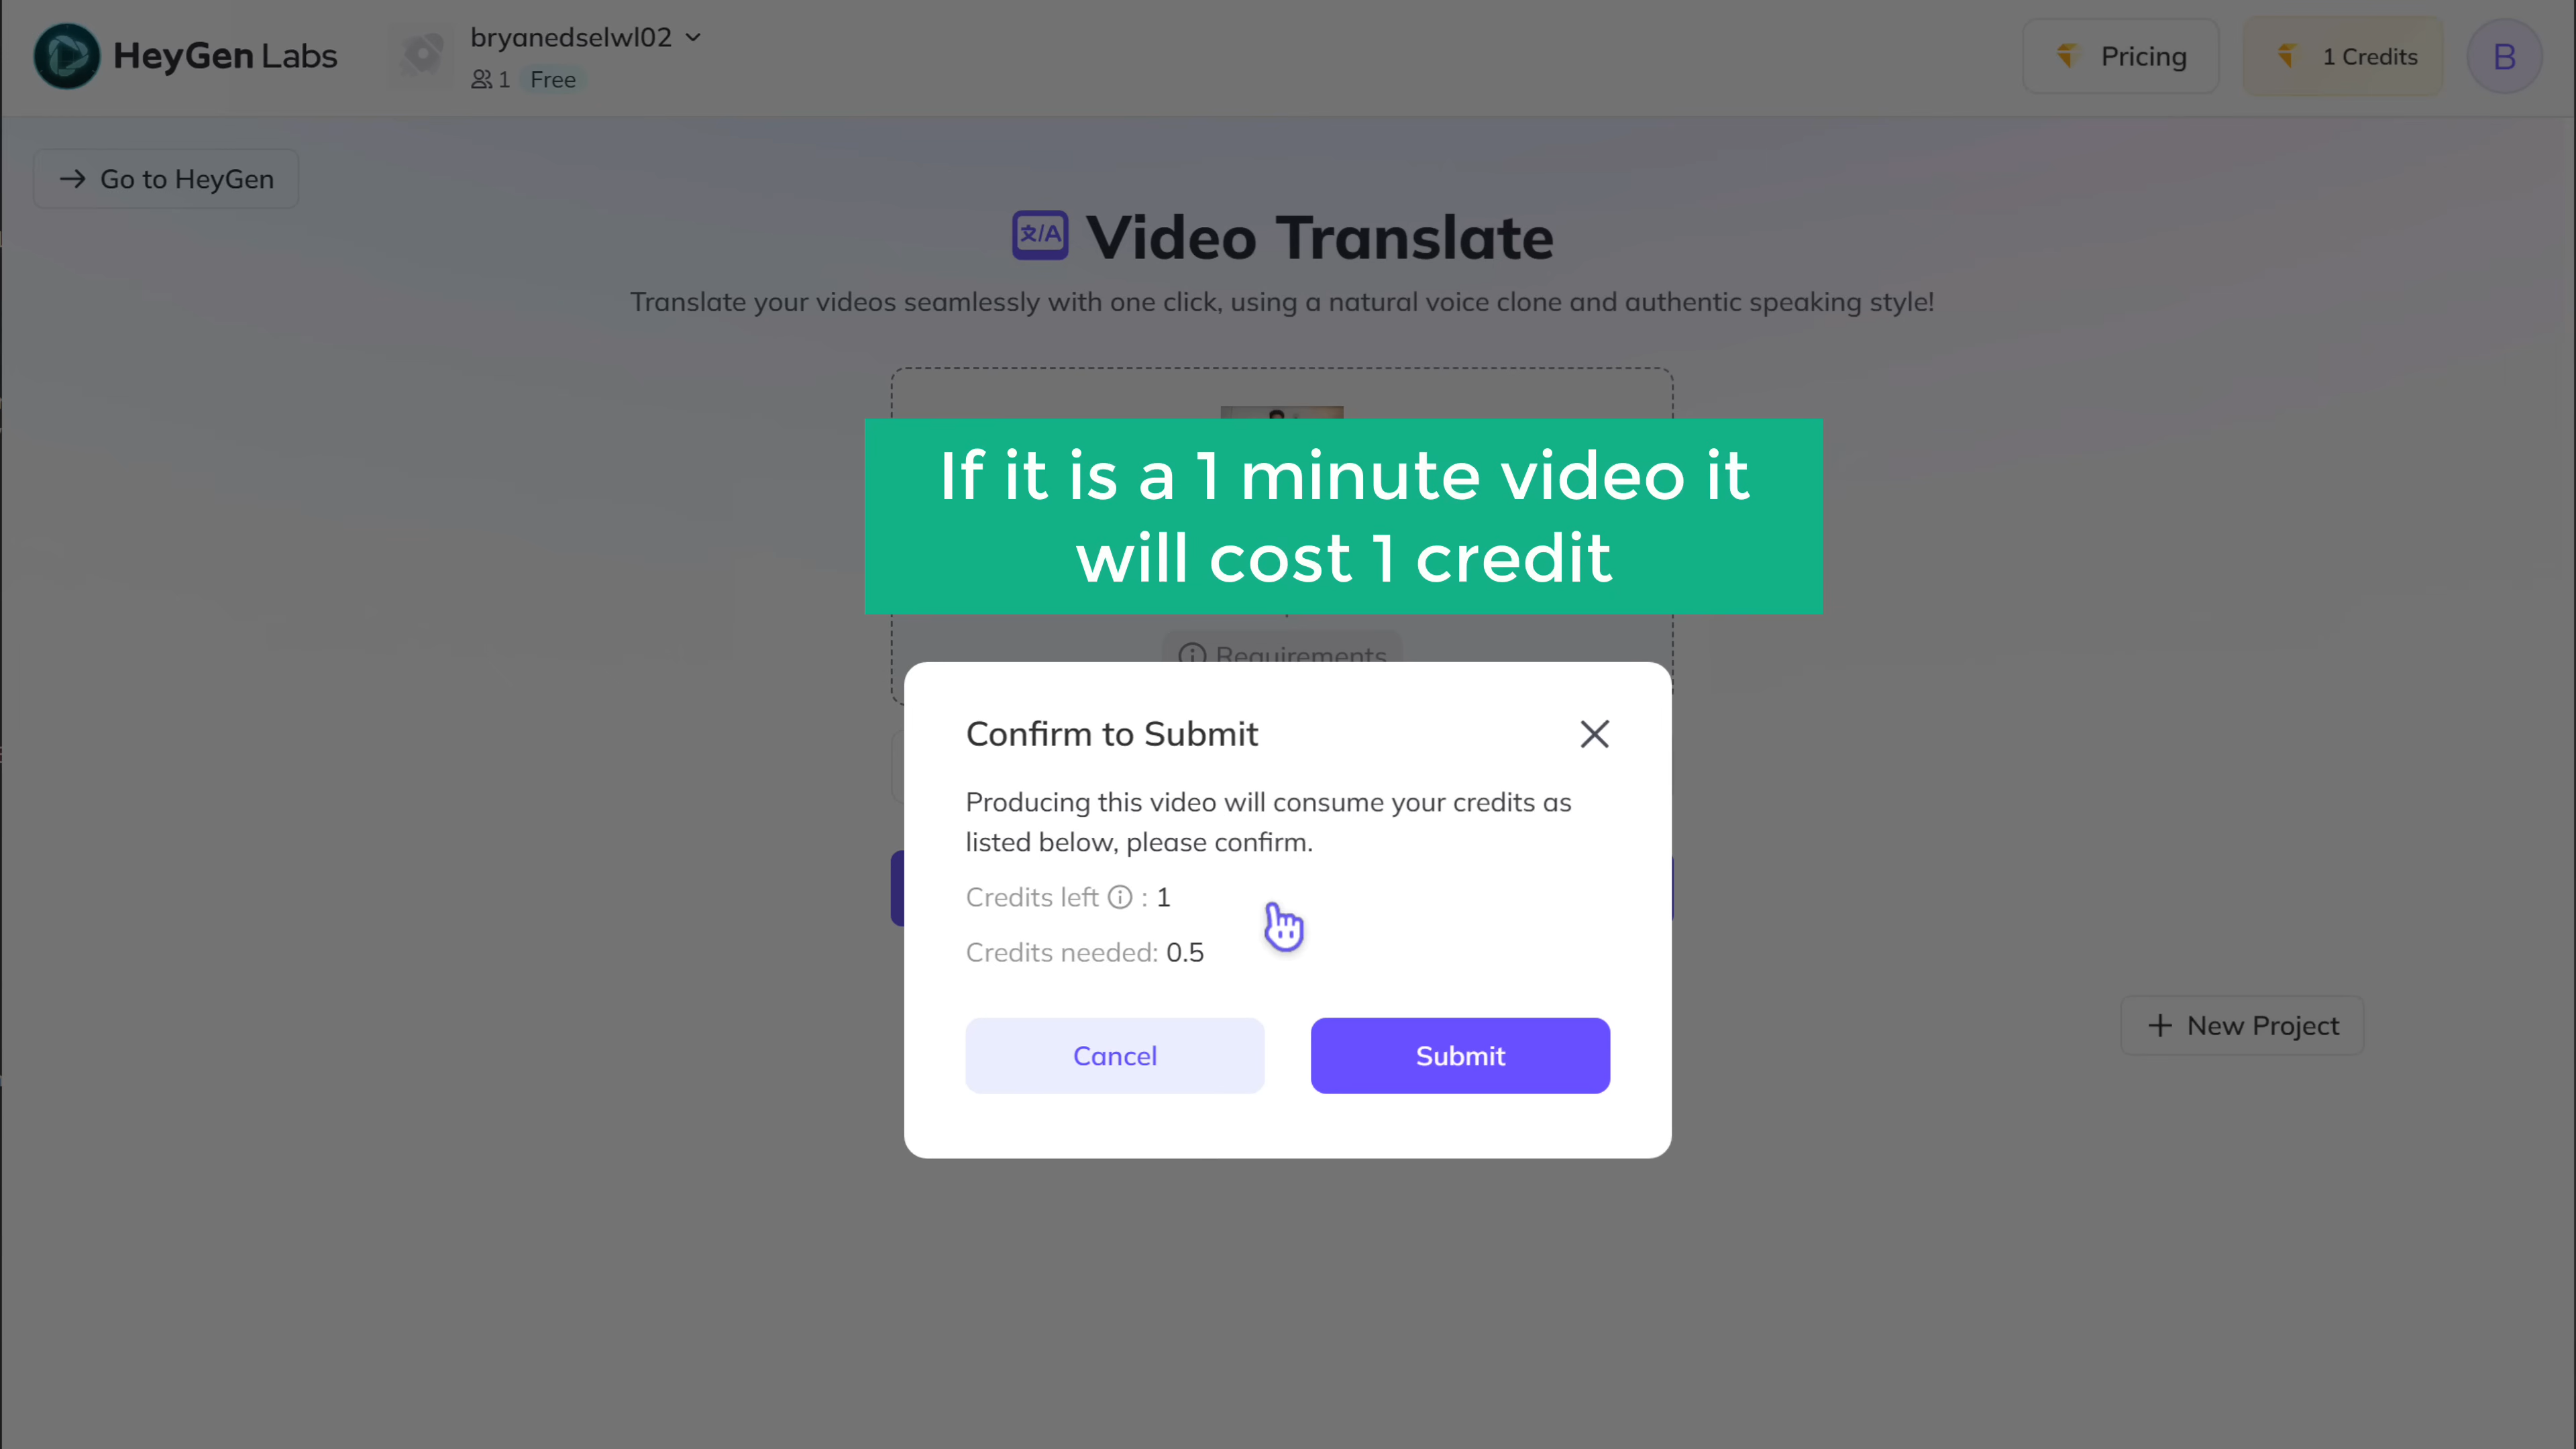 HeyGen Labs
bryanedselwl02
1 Free
Pricing
1 Credits
B
Go to HeyGen
文/A
Video Translate
Translate your videos seamlessly with one click, using a natural voice clone and authentic speaking style!
If it is a 1 minute video it
will cost 1 credit
Requirements
Confirm to Submit
Producing this video will consume your credits as
listed below, please confirm.
Credits left : 1
Credits needed: 0.5
Cancel
Submit
+ New Project